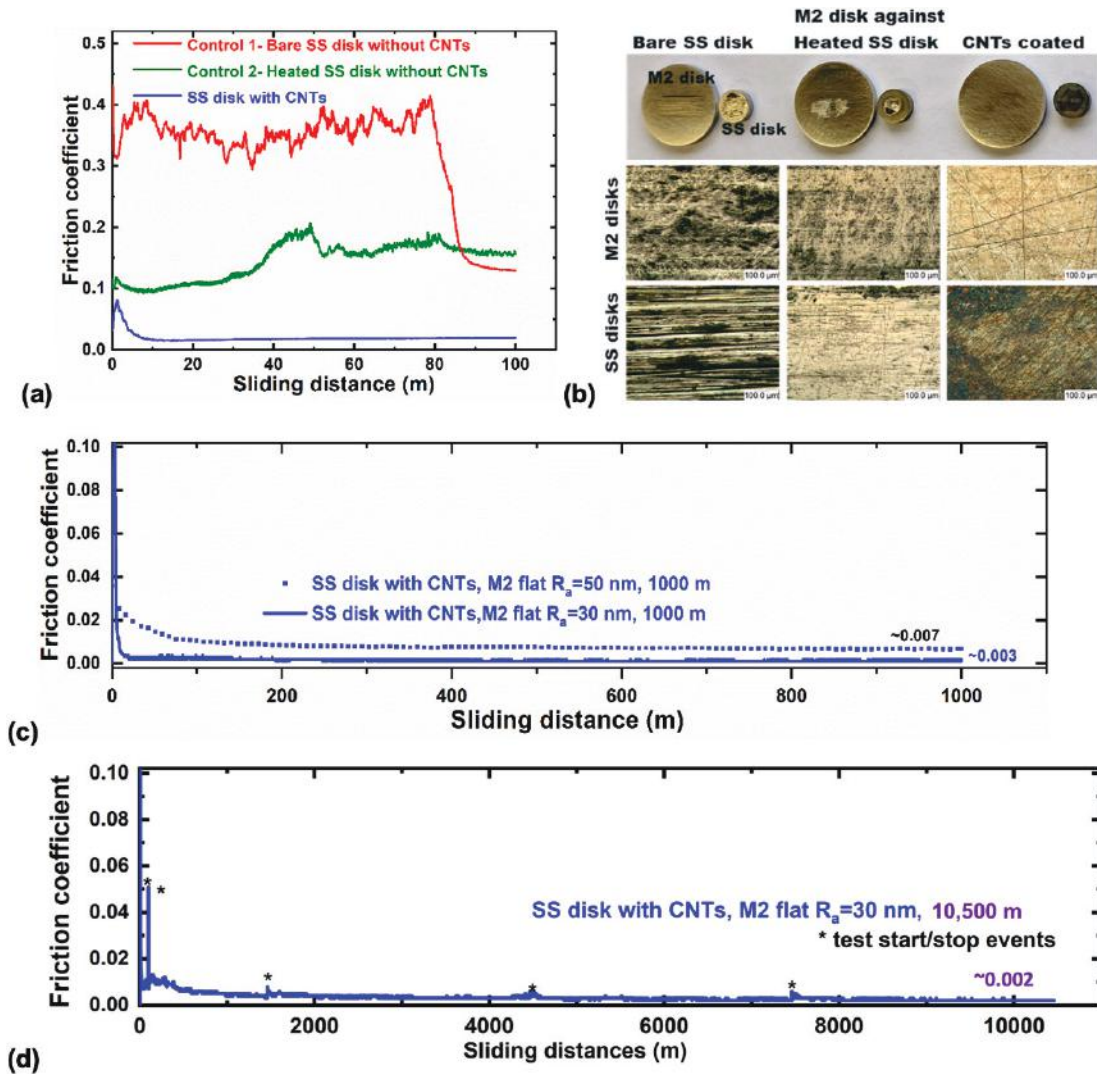 Control 1- Bare SS disk without CNTs
Control 2- Heated SS disk without CNTs
SS disk with CNTs
Friction coefficient
0.5
0.4
0.3
0.2
0.1
0.0
0 20 40 60 80 100
Sliding distance (m)
(a)
M2 disk against
Bare SS disk Heated SS disk CNTs coated
M2 disk
SS disk
M2 disks
100.0 µm 100.0 µm 100.0 µm
SS disks
100.0 µm 100.0 µm 100.0 µm
(b)
Friction coefficient
0.10
0.08
0.06
0.04
0.02
0.00
SS disk with CNTs, M2 flat Ra=50 nm, 1000 m
SS disk with CNTs,M2 flat Ra=30 nm, 1000 m
~0.007
~0.003
0 200 400 600 800 1000
Sliding distance (m)
(c)
Friction coefficient
0.10
0.08
0.06
0.04
0.02
0.00
* *
SS disk with CNTs, M2 flat Ra=30 nm, 10,500 m
* test start/stop events
~0.002
* * *
0 2000 4000 6000 8000 10000
Sliding distances (m)
(d)